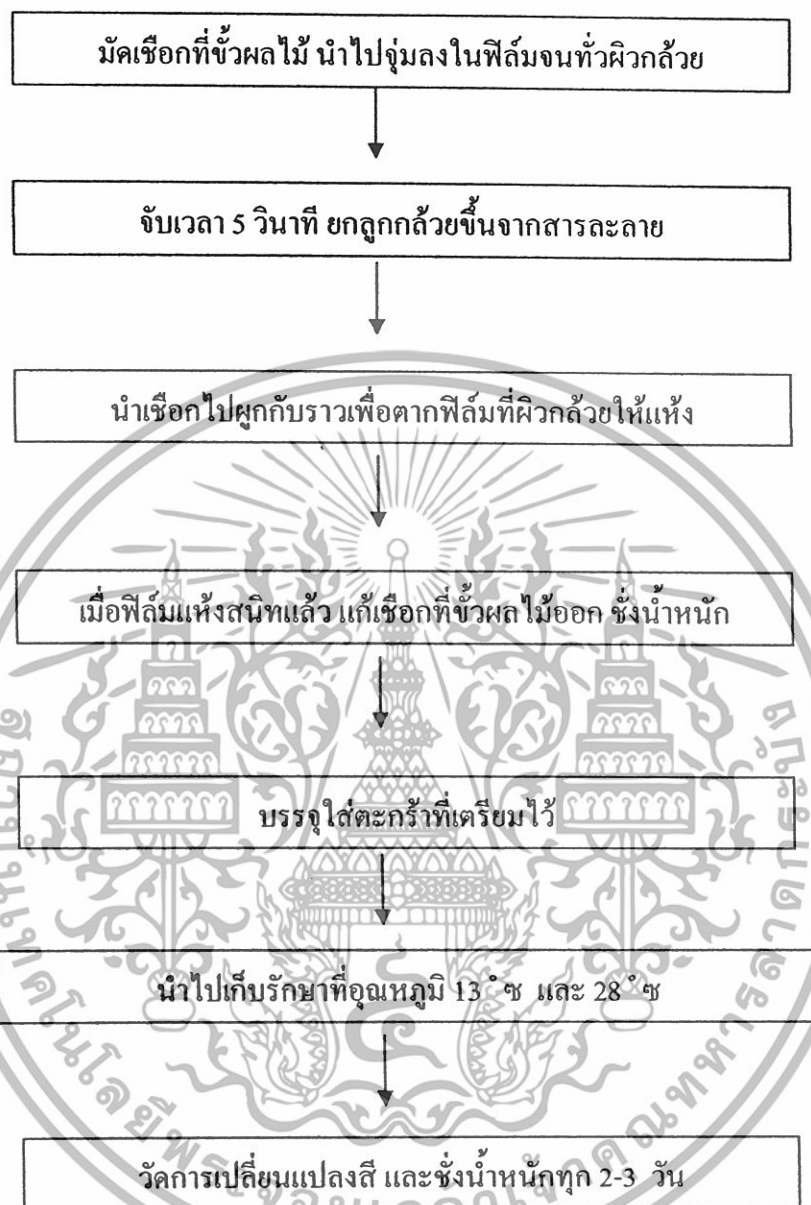 มัดเชือกที่ขั้วผลไม้ นำไปจุ่มลงในฟิล์มจนทั่วผิวกล้วย
จับเวลา 5 วินาที ยกลูกกล้วยขึ้นจากสารละลาย
นำเชือกไปผูกกับราวเพื่อตากฟิล์มที่ผิวกล้วยให้แห้ง
เมื่อฟิล์มแห้งสนิทแล้ว แก้เชือกที่ขั้วผลไม้ออก ชั่งน้ำหนัก
บรรจุใส่ตะกร้าที่เตรียมไว้
นำไปเก็บรักษาที่อุณหภูมิ 13 ˚ซ และ 28 ˚ซ
วัดการเปลี่ยนแปลงสี และชั่งน้ำหนักทุก 2-3 วัน